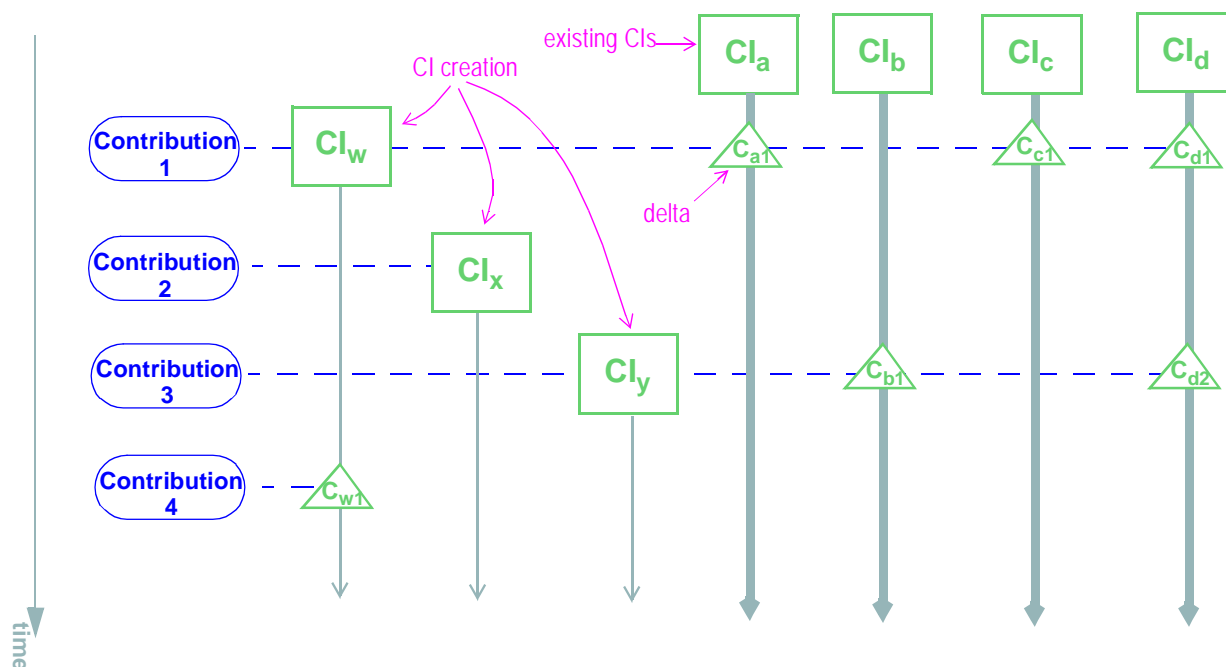 existing CIs
CIa
CIb
CIc
CId
CI creation
Contribution
1
CIw
Ca1
Cc1
Cd1
delta
Contribution
2
CIx
Contribution
3
CIy
Cb1
Cd2
Contribution
4
Cw1
time